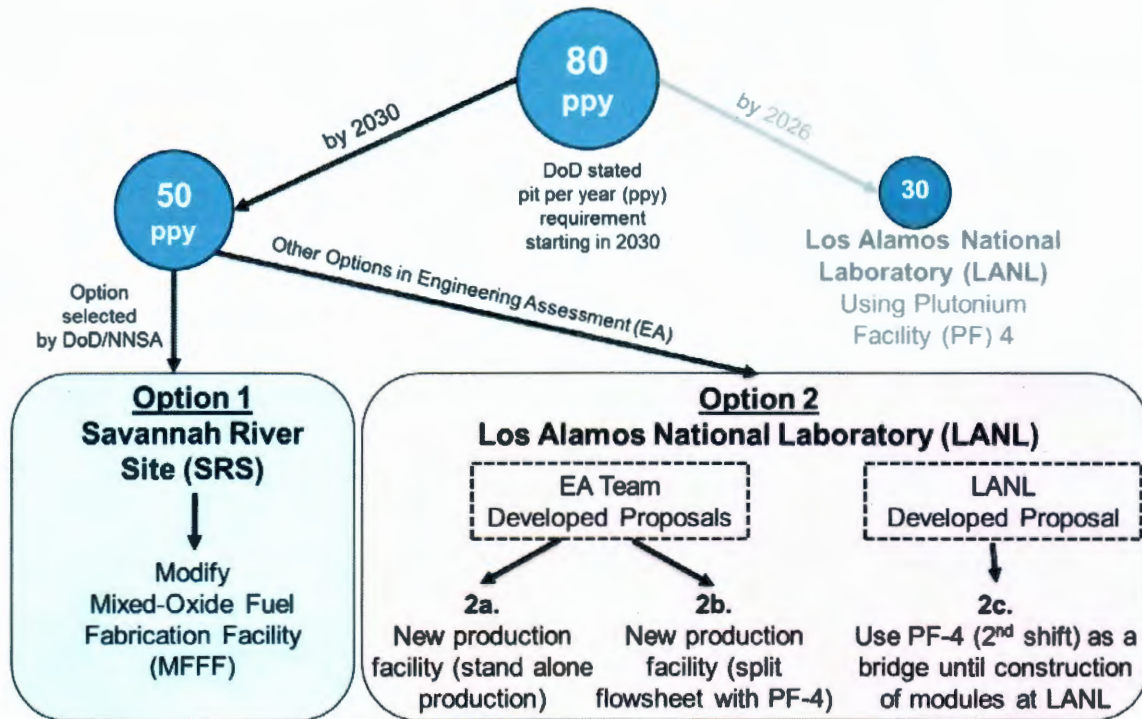 80
ppy
by 2030
by 2026
DoD stated
pit per year (ppy)
requirement
starting in 2030
50
ppy
30
Los Alamos National
Laboratory (LANL)
Using Plutonium
Facility (PF) 4
Other Options in Engineering Assessment (EA)
Option
selected
by DoD/NNSA
Option 1
Savannah River
Site (SRS)
Modify
Mixed-Oxide Fuel
Fabrication Facility
(MFFF)
Option 2
Los Alamos National Laboratory (LANL)
EA Team
Developed Proposals
LANL
Developed Proposal
2a.
New production
facility (stand alone
production)
2b.
New production
facility (split
flowsheet with PF-4)
2c.
Use PF-4 (2nd shift) as a
bridge until construction
of modules at LANL